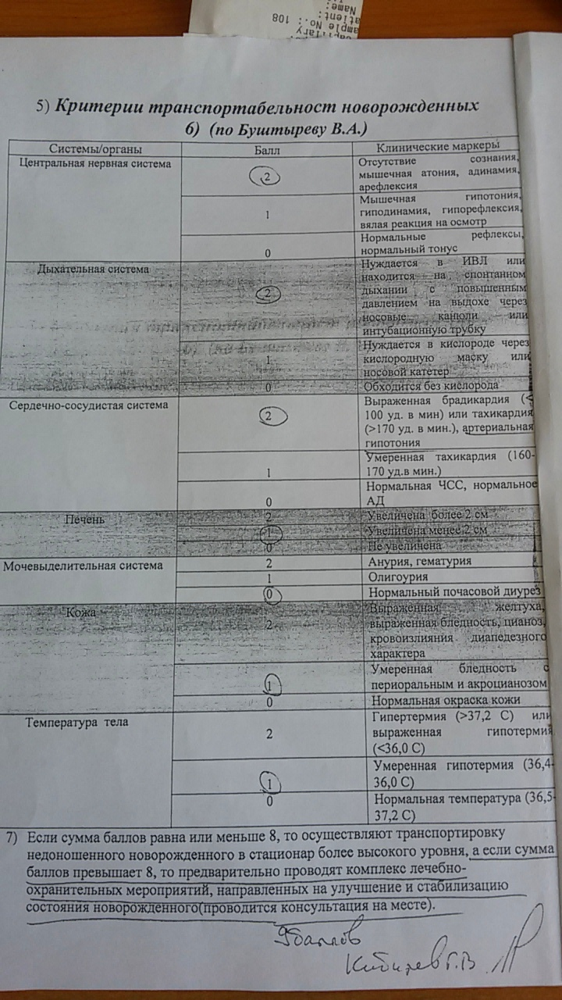 108
ample No.:
atient:
Name:
5) Критерии транспортабельност новорожденных
6) (по Буштыреву В.А.)
Системы/органы Балл Клинические маркеры
Центральная нервная система 2 Отсутствие сознания,
мышечная атония, адинамия,
арефлексия
1 Мышечная гипотония,
гиподинамия, гипорефлексия,
вялая реакция на осмотр
0 Нормальные рефлексы,
нормальный тонус
Дыхательная система 2 Нуждается в ИВЛ или
находится на спонтанном
дыхании с повышенным
давлением на выдохе через
носовые канюли или
интубационную трубку
1 Нуждается в кислороде через
кислородную маску или
носовой катетер
0 Обходится без кислорода
Сердечно-сосудистая система 2 Выраженная брадикардия (<
100 уд. в мин) или тахикардия
(>170 уд. в мин.), артериальная
гипотония
1 Умеренная тахикардия (160-
170 уд.в мин.)
0 Нормальная ЧСС, нормальное
АД
Печень 2 Увеличена более 2 см
1 Увеличена менее 2 см
0 Не увеличена
Мочевыделительная система 2 Анурия, гематурия
1 Олигоурия
0 Нормальный почасовой диурез
Кожа 2 Выраженная желтуха,
выраженная бледность, цианоз,
кровоизлияния диапедезного
характера
1 Умеренная бледность с
периоральным и акроцианозом
0 Нормальная окраска кожи
Температура тела 2 Гипертермия (>37,2 С) или
выраженная гипотермия
(<36,0 С)
1 Умеренная гипотермия (36,4-
36,0 С)
0 Нормальная температура (36,5-
37,2 С)
7) Если сумма баллов равна или меньше 8, то осуществляют транспортировку
недоношенного новорожденного в стационар более высокого уровня, а если сумма
баллов превышает 8, то предварительно проводят комплекс лечебно-
охранительных мероприятий, направленных на улучшение и стабилизацию
состояния новорожденного(проводится консультация на месте).
9баллов